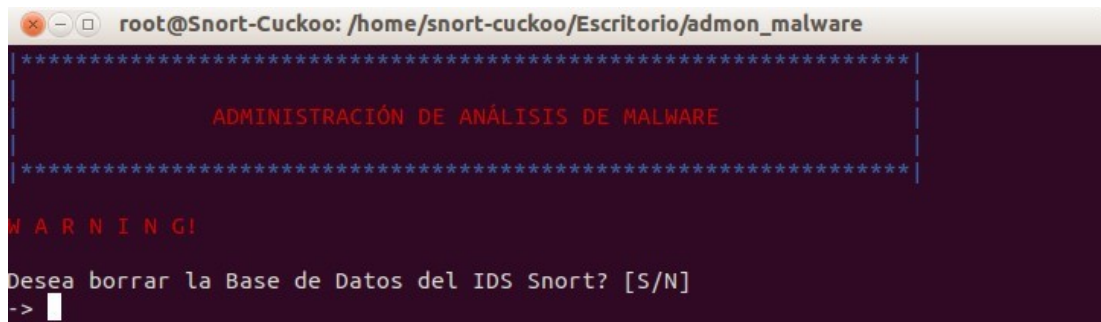 root@Snort-Cuckoo: /home/snort-cuckoo/Escritorio/admon_malware
|*****************************************************************|
ADMINISTRACIÓN DE ANÁLISIS DE MALWARE
|*****************************************************************|
W A R N I N G!
Desea borrar la Base de Datos del IDS Snort? [S/N]
->